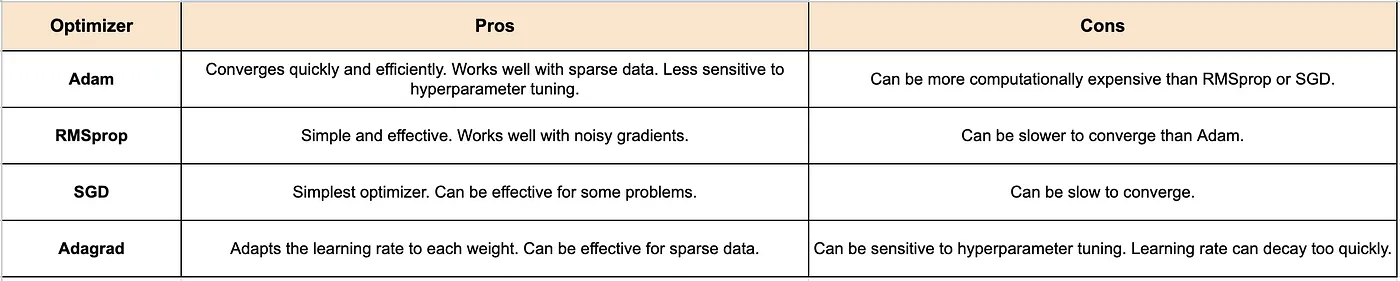 Optimizer Pros Cons
Adam Converges quickly and efficiently. Works well with sparse data. Less sensitive to
hyperparameter tuning. Can be more computationally expensive than RMSprop or SGD.
RMSprop Simple and effective. Works well with noisy gradients. Can be slower to converge than Adam.
SGD Simplest optimizer. Can be effective for some problems. Can be slow to converge.
Adagrad Adapts the learning rate to each weight. Can be effective for sparse data. Can be sensitive to hyperparameter tuning. Learning rate can decay too quickly.